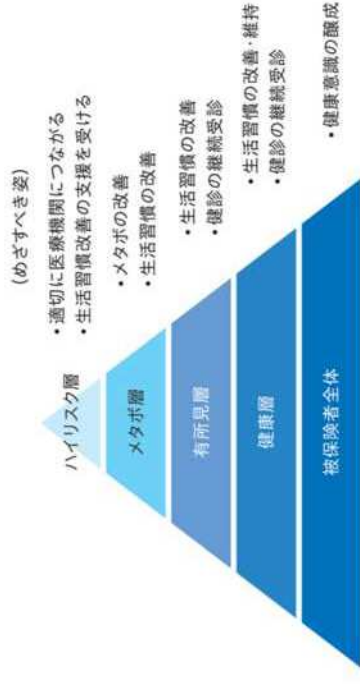 (めざすべき姿)
ハイリスク層
・適切に医療機関につながる
・生活習慣改善の支援を受ける
メタボ層
・メタボの改善
・生活習慣の改善
有所見層
・生活習慣の改善
・健診の継続受診
健康層
・生活習慣の改善・維持
・健診の継続受診
被保険者全体
・健康意識の醸成